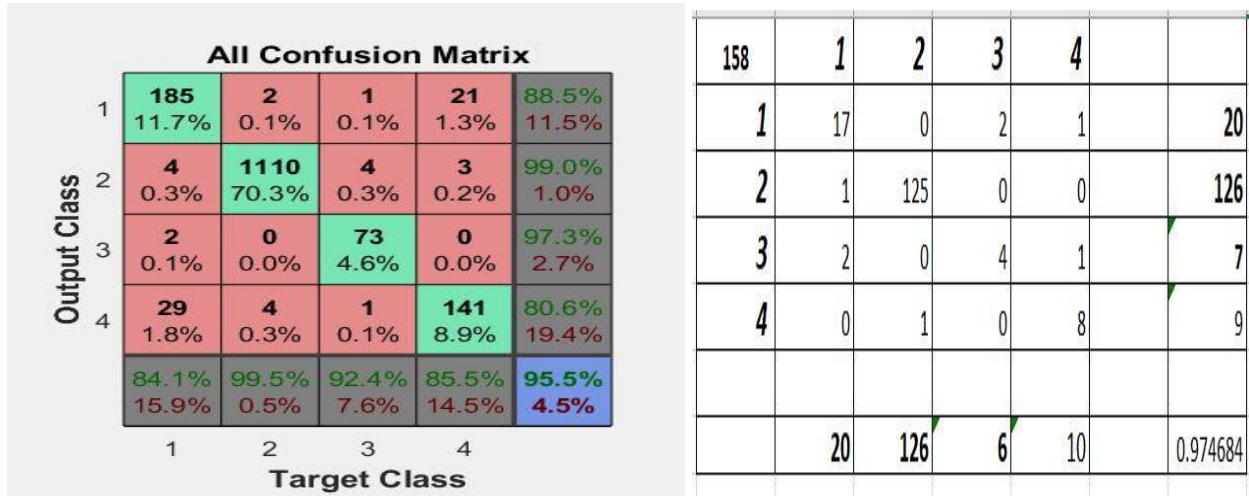 All Confusion Matrix
1 185 2 1 21 88.5%
11.7% 0.1% 0.1% 1.3% 11.5%
2 4 1110 4 3 99.0%
0.3% 70.3% 0.3% 0.2% 1.0%
3 2 0 73 0 97.3%
0.1% 0.0% 4.6% 0.0% 2.7%
4 29 4 1 141 80.6%
1.8% 0.3% 0.1% 8.9% 19.4%
84.1% 99.5% 92.4% 85.5% 95.5%
15.9% 0.5% 7.6% 14.5% 4.5%
1 2 3 4
Target Class
Output Class
158 1 2 3 4
1 17 0 2 1 20
2 1 125 0 0 126
3 2 0 4 1 7
4 0 1 0 8 9
20 126 6 10 0.974684